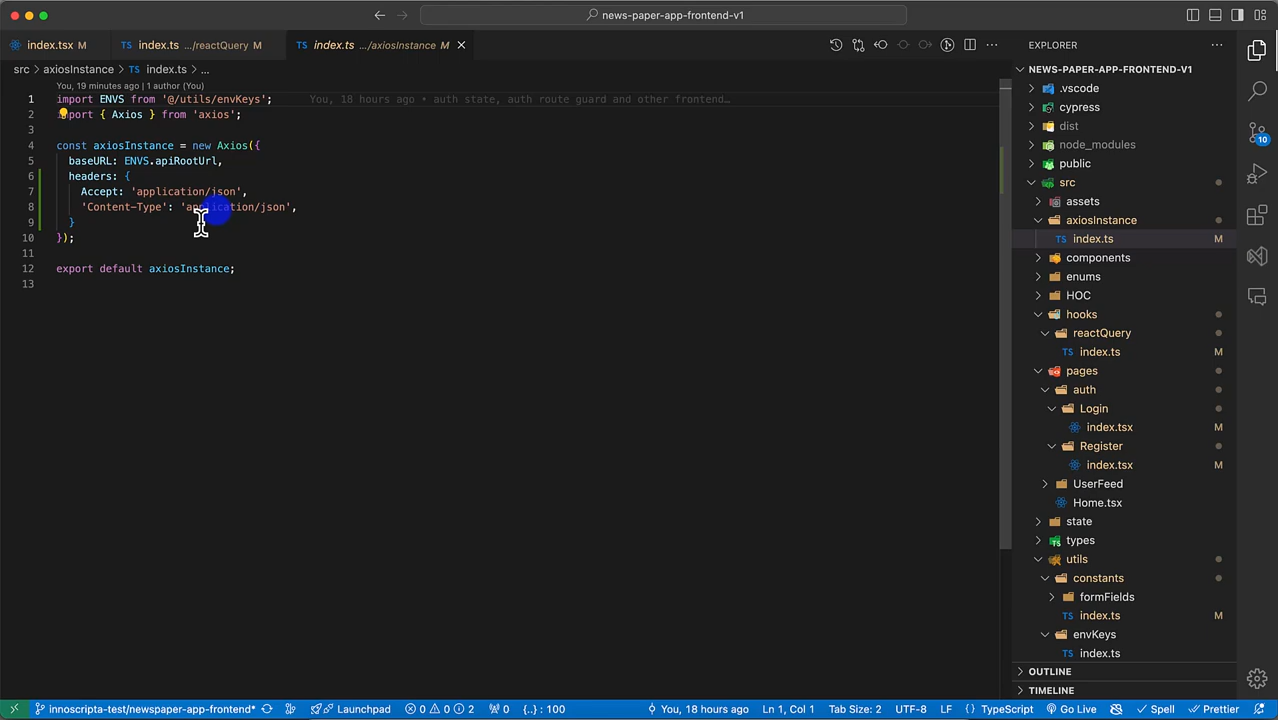 news-paper-app-frontend-v1
index.tsx M
index.ts .../reactQuery M
index.ts .../axiosInstance M
EXPLORER
src > axiosInstance > TS index.ts > ...
You, 19 minutes ago | 1 author (You)
1 import ENVS from '@/utils/envKeys'; You, 18 hours ago • auth state, auth route guard and other frontend…
2 import { Axios } from 'axios';
3
4 const axiosInstance = new Axios({
5 baseURL: ENVS.apiRootUrl,
6 headers: {
7 Accept: 'application/json',
8 'Content-Type': 'application/json',
9 }
10 });
11
12 export default axiosInstance;
13
NEWS-PAPER-APP-FRONTEND-V1
.vscode
cypress
dist
node_modules
public
src
assets
axiosInstance
TS index.ts M
components
enums
HOC
hooks
reactQuery
TS index.ts M
pages
auth
Login
index.tsx M
Register
index.tsx M
UserFeed
Home.tsx
state
types
utils
constants
formFields
TS index.ts M
envKeys
TS index.ts
OUTLINE
TIMELINE
10
innoscripta-test/newspaper-app-frontend* Launchpad 0 0 2 0 {..} : 100 You, 18 hours ago Ln 1, Col 1 Tab Size: 2 UTF-8 LF {} TypeScript Go Live Spell Prettier